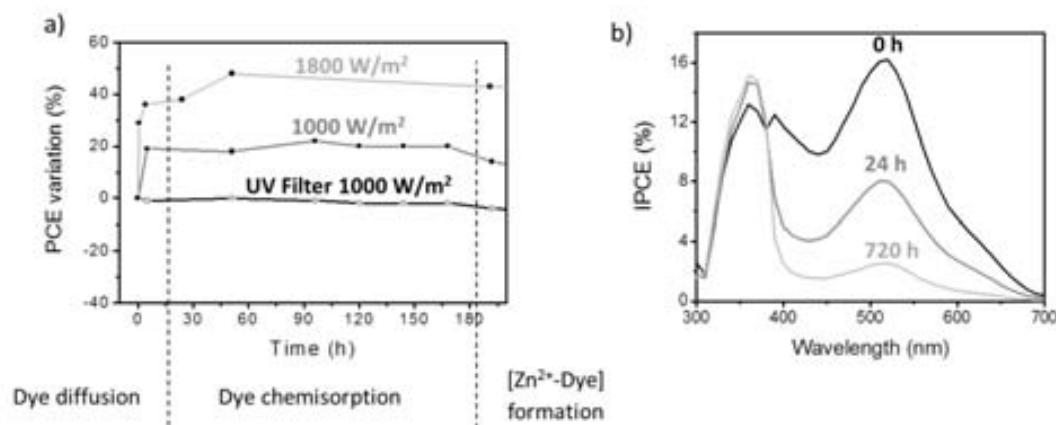 a)
60
40
20
0
-20
-40
PCE variation (%)
1800 W/m²
1000 W/m²
UV Filter 1000 W/m²
0 30 60 90 120 150 180
Time (h)
Dye diffusion
Dye chemisorption
[Zn²⁺-Dye]
formation
b)
16
12
8
4
0
IPCE (%)
0 h
24 h
720 h
300 400 500 600 700
Wavelength (nm)